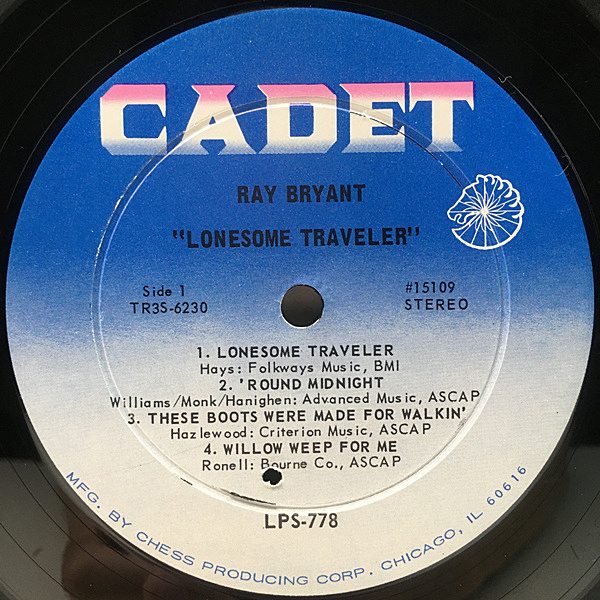 CADET
RAY BRYANT
"LONESOME TRAVELER"
Side 1
TR3S-6230
#15109
STEREO
1. LONESOME TRAVELER
Hays: Folkways Music, BMI
2. 'ROUND MIDNIGHT
Williams/Monk/Hanighen: Advanced Music, ASCAP
3. THESE BOOTS WERE MADE FOR WALKIN'
Hazlewood: Criterion Music, ASCAP
4. WILLOW WEEP FOR ME
Ronell: Bourne Co., ASCAP
LPS-778
MFG. BY CHESS PRODUCING CORP. CHICAGO, IL 60616